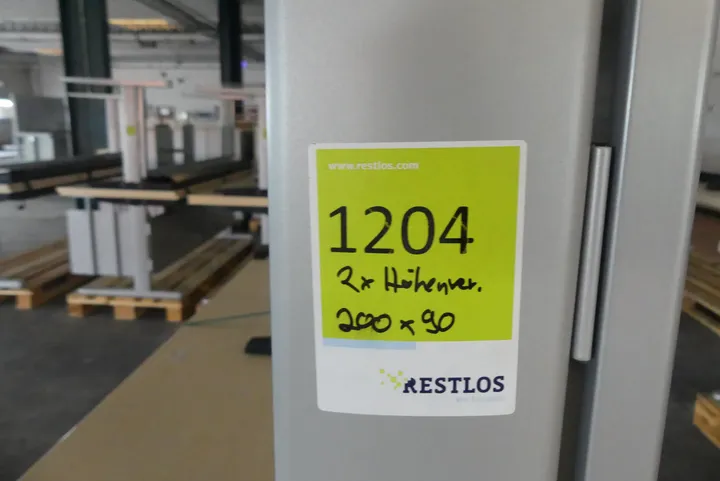 www.restlos.com
1204
2x Höhenver.
200 x 90
RESTLOS